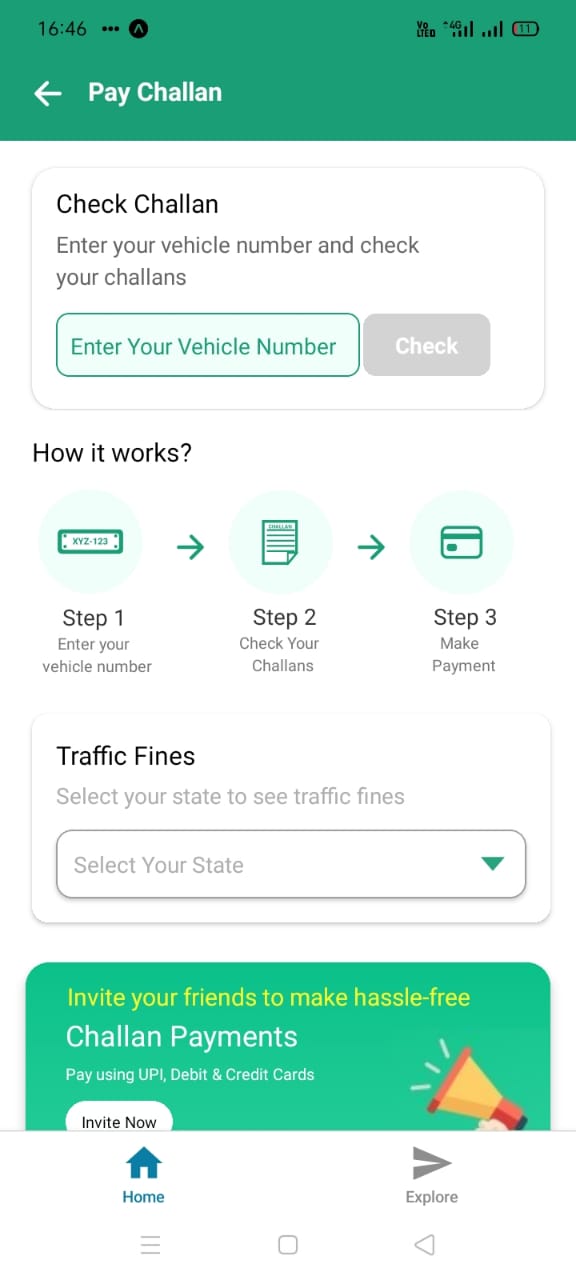 16:46
Vo LTED 4G 11
Pay Challan
Check Challan
Enter your vehicle number and check
your challans
Enter Your Vehicle Number Check
How it works?
XYZ-123 CHALLAN
Step 1 Step 2 Step 3
Enter your Check Your Make
vehicle number Challans Payment
Traffic Fines
Select your state to see traffic fines
Select Your State
Invite your friends to make hassle-free
Challan Payments
Pay using UPI, Debit & Credit Cards
Invite Now
Home Explore